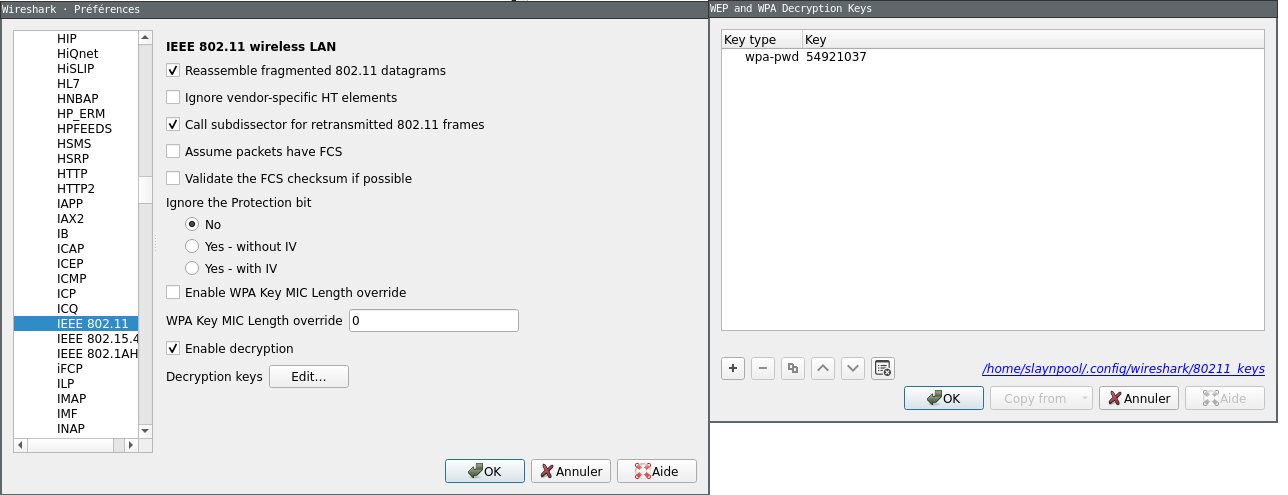 Wireshark · Préférences
HIP
HiQnet
HiSLIP
HL7
HNBAP
HP_ERM
HPFEEDS
HSMS
HSRP
HTTP
HTTP2
IAPP
IAX2
IB
ICAP
ICEP
ICMP
ICP
ICQ
IEEE 802.11
IEEE 802.15.4
IEEE 802.1AH
iFCP
ILP
IMAP
IMF
INAP
IEEE 802.11 wireless LAN
Reassemble fragmented 802.11 datagrams
Ignore vendor-specific HT elements
Call subdissector for retransmitted 802.11 frames
Assume packets have FCS
Validate the FCS checksum if possible
Ignore the Protection bit
No
Yes - without IV
Yes - with IV
Enable WPA Key MIC Length override
WPA Key MIC Length override 0
Enable decryption
Decryption keys Edit...
OK Annuler Aide
WEP and WPA Decryption Keys
Key type Key
wpa-pwd 54921037
/home/slaynpool/.config/wireshark/80211_keys
OK Copy from Annuler Aide